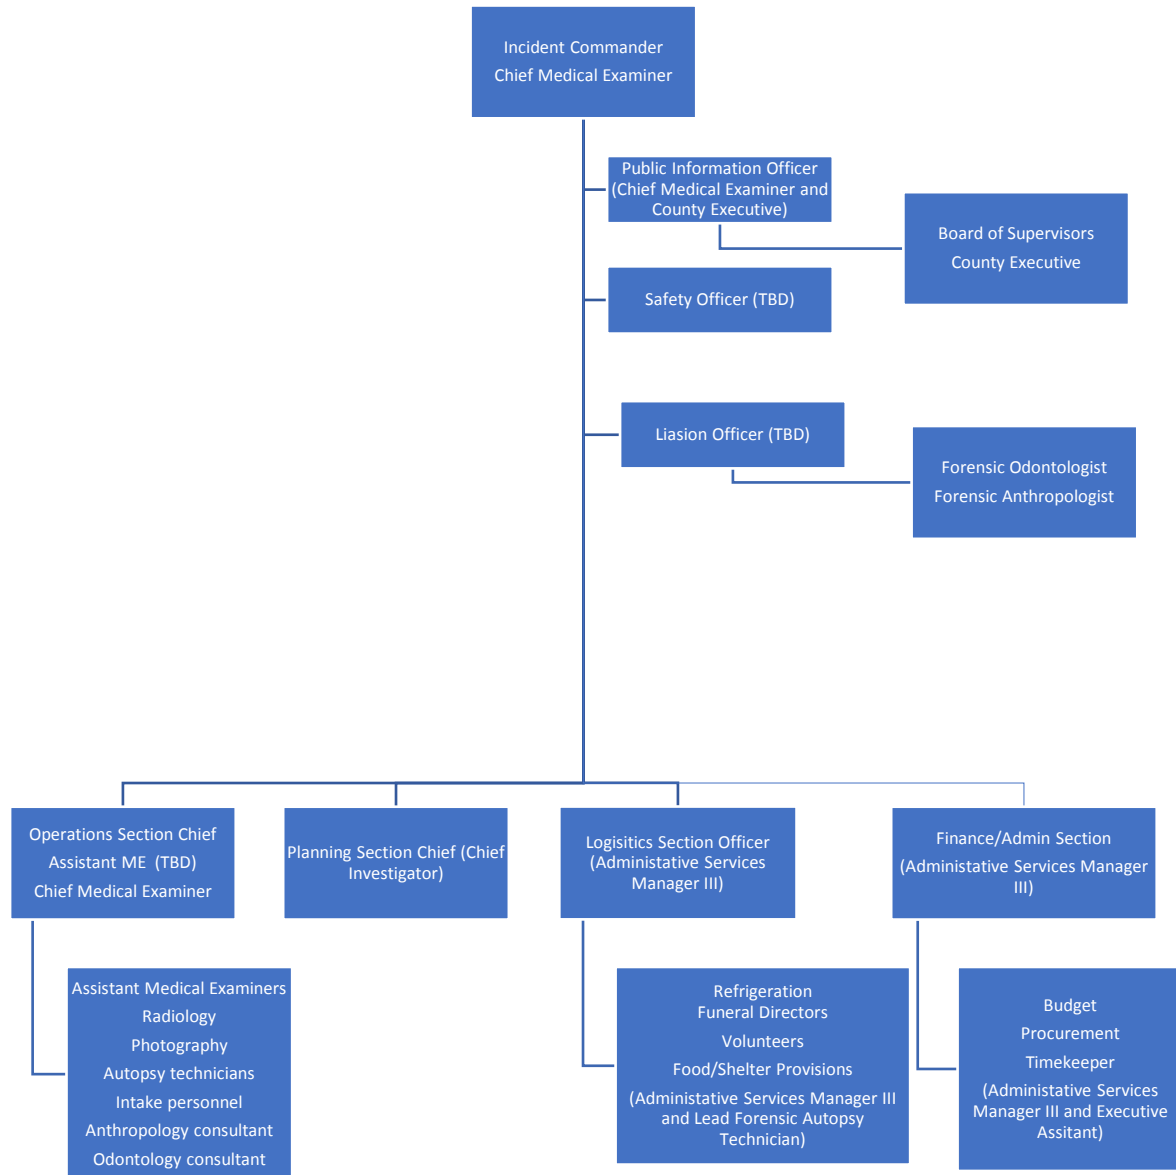 Incident Commander
Chief Medical Examiner
Public Information Officer
(Chief Medical Examiner and
County Executive)
Board of Supervisors
County Executive
Safety Officer (TBD)
Liasion Officer (TBD)
Forensic Odontologist
Forensic Anthropologist
Operations Section Chief
Assistant ME (TBD)
Chief Medical Examiner
Planning Section Chief (Chief
Investigator)
Logisitics Section Officer
(Administative Services
Manager III)
Finance/Admin Section
(Administative Services Manager
III)
Assistant Medical Examiners
Radiology
Photography
Autopsy technicians
Intake personnel
Anthropology consultant
Odontology consultant
Refrigeration
Funeral Directors
Volunteers
Food/Shelter Provisions
(Administative Services Manager III
and Lead Forensic Autopsy
Technician)
Budget
Procurement
Timekeeper
(Administative Services
Manager III and Executive
Assitant)